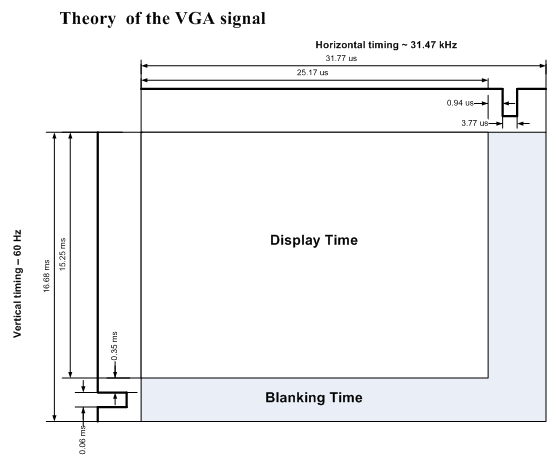 Theory of the VGA signal
Horizontal timing ~ 31.47 kHz
31.77 us
25.17 us
0.94 us
3.77 us
Display Time
Vertical timing ~ 60 Hz
16.68 ms
15.25 ms
0.35 ms
Blanking Time
0.06 ms